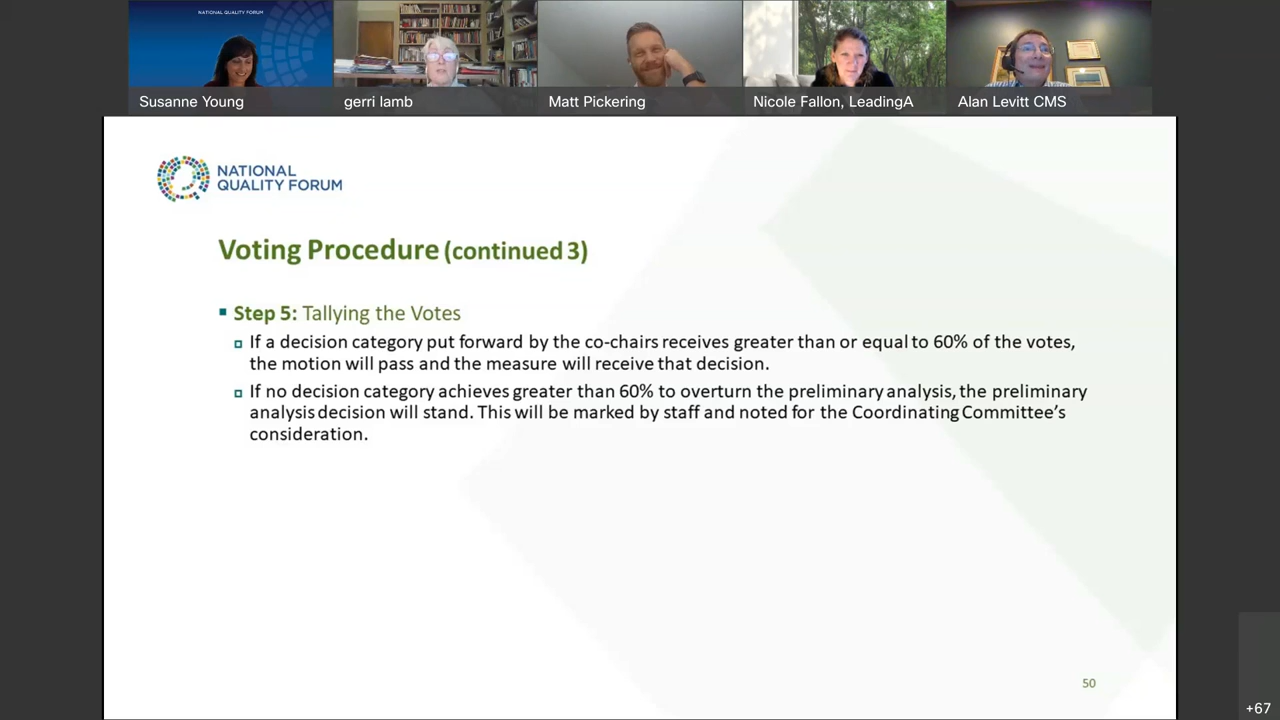 NATIONAL QUALITY FORUM
Susanne Young
gerri lamb
Matt Pickering
Nicole Fallon, LeadingA
Alan Levitt CMS
NATIONAL
QUALITY FORUM
Voting Procedure (continued 3)
Step 5: Tallying the Votes
If a decision category put forward by the co-chairs receives greater than or equal to 60% of the votes,
the motion will pass and the measure will receive that decision.
If no decision category achieves greater than 60% to overturn the preliminary analysis, the preliminary
analysis decision will stand. This will be marked by staff and noted for the Coordinating Committee's
consideration.
50
+67